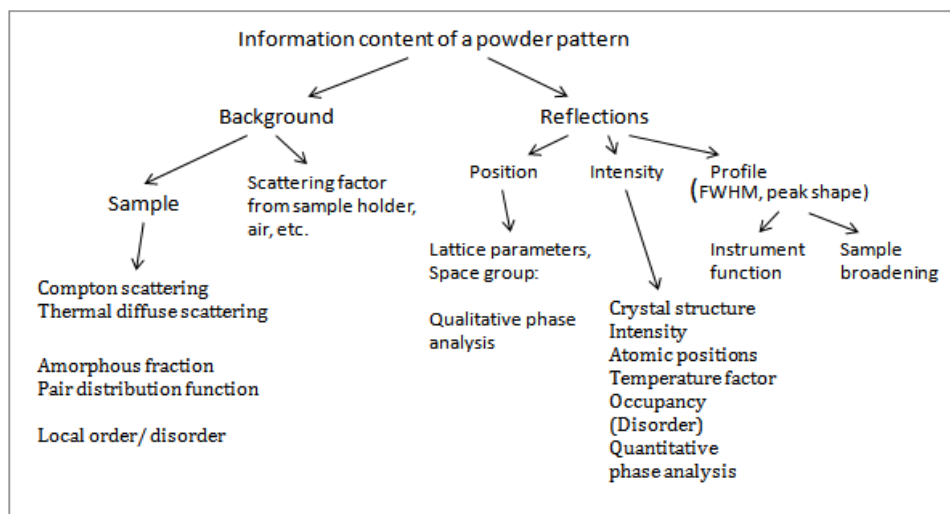 Information content of a powder pattern
Background
Reflections
Sample
Scattering factor
from sample holder,
air, etc.
Position
Intensity
Profile
(FWHM, peak shape)
Compton scattering
Thermal diffuse scattering
Amorphous fraction
Pair distribution function
Local order/ disorder
Lattice parameters,
Space group:
Qualitative phase
analysis
Crystal structure
Intensity
Atomic positions
Temperature factor
Occupancy
(Disorder)
Quantitative
phase analysis
Instrument
function
Sample
broadening